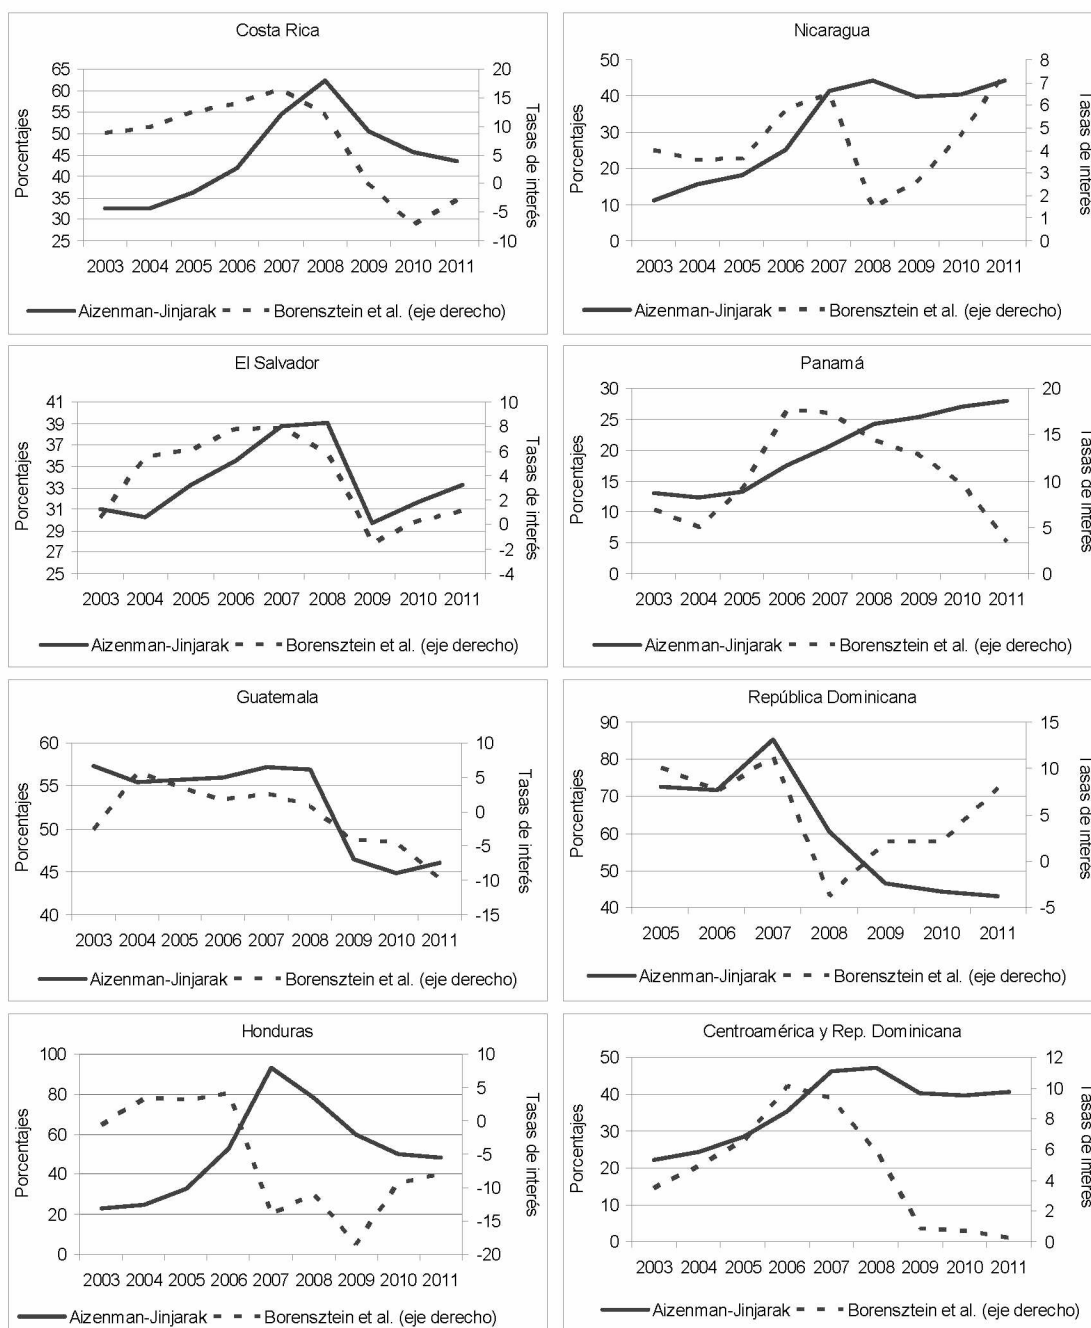 Costa Rica
Porcentajes
65
60
55
50
45
40
35
30
25
20
15
10
5
0
-5
-10
Tasas de interés
2003 2004 2005 2006 2007 2008 2009 2010 2011
Aizenman-Jinjarak Borensztein et al. (eje derecho)
Nicaragua
Porcentajes
50
40
30
20
10
0
8
7
6
5
4
3
2
1
0
Tasas de interés
2003 2004 2005 2006 2007 2008 2009 2010 2011
Aizenman-Jinjarak Borensztein et al. (eje derecho)
El Salvador
Porcentajes
41
39
37
35
33
31
29
27
25
10
8
6
4
2
0
-2
-4
Tasas de interés
2003 2004 2005 2006 2007 2008 2009 2010 2011
Aizenman-Jinjarak Borensztein et al. (eje derecho)
Panamá
Porcentajes
30
25
20
15
10
5
0
20
15
10
5
0
Tasas de interés
2003 2004 2005 2006 2007 2008 2009 2010 2011
Aizenman-Jinjarak Borensztein et al. (eje derecho)
Guatemala
Porcentajes
60
55
50
45
40
10
5
0
-5
-10
-15
Tasas de interés
2003 2004 2005 2006 2007 2008 2009 2010 2011
Aizenman-Jinjarak Borensztein et al. (eje derecho)
República Dominicana
Porcentajes
90
80
70
60
50
40
15
10
5
0
-5
Tasas de interés
2005 2006 2007 2008 2009 2010 2011
Aizenman-Jinjarak Borensztein et al. (eje derecho)
Honduras
Porcentajes
100
80
60
40
20
0
10
5
0
-5
-10
-15
-20
Tasas de interés
2003 2004 2005 2006 2007 2008 2009 2010 2011
Aizenman-Jinjarak Borensztein et al. (eje derecho)
Centroamérica y Rep. Dominicana
Porcentajes
50
40
30
20
10
0
12
10
8
6
4
2
0
Tasas de interés
2003 2004 2005 2006 2007 2008 2009 2010 2011
Aizenman-Jinjarak Borensztein et al. (eje derecho)